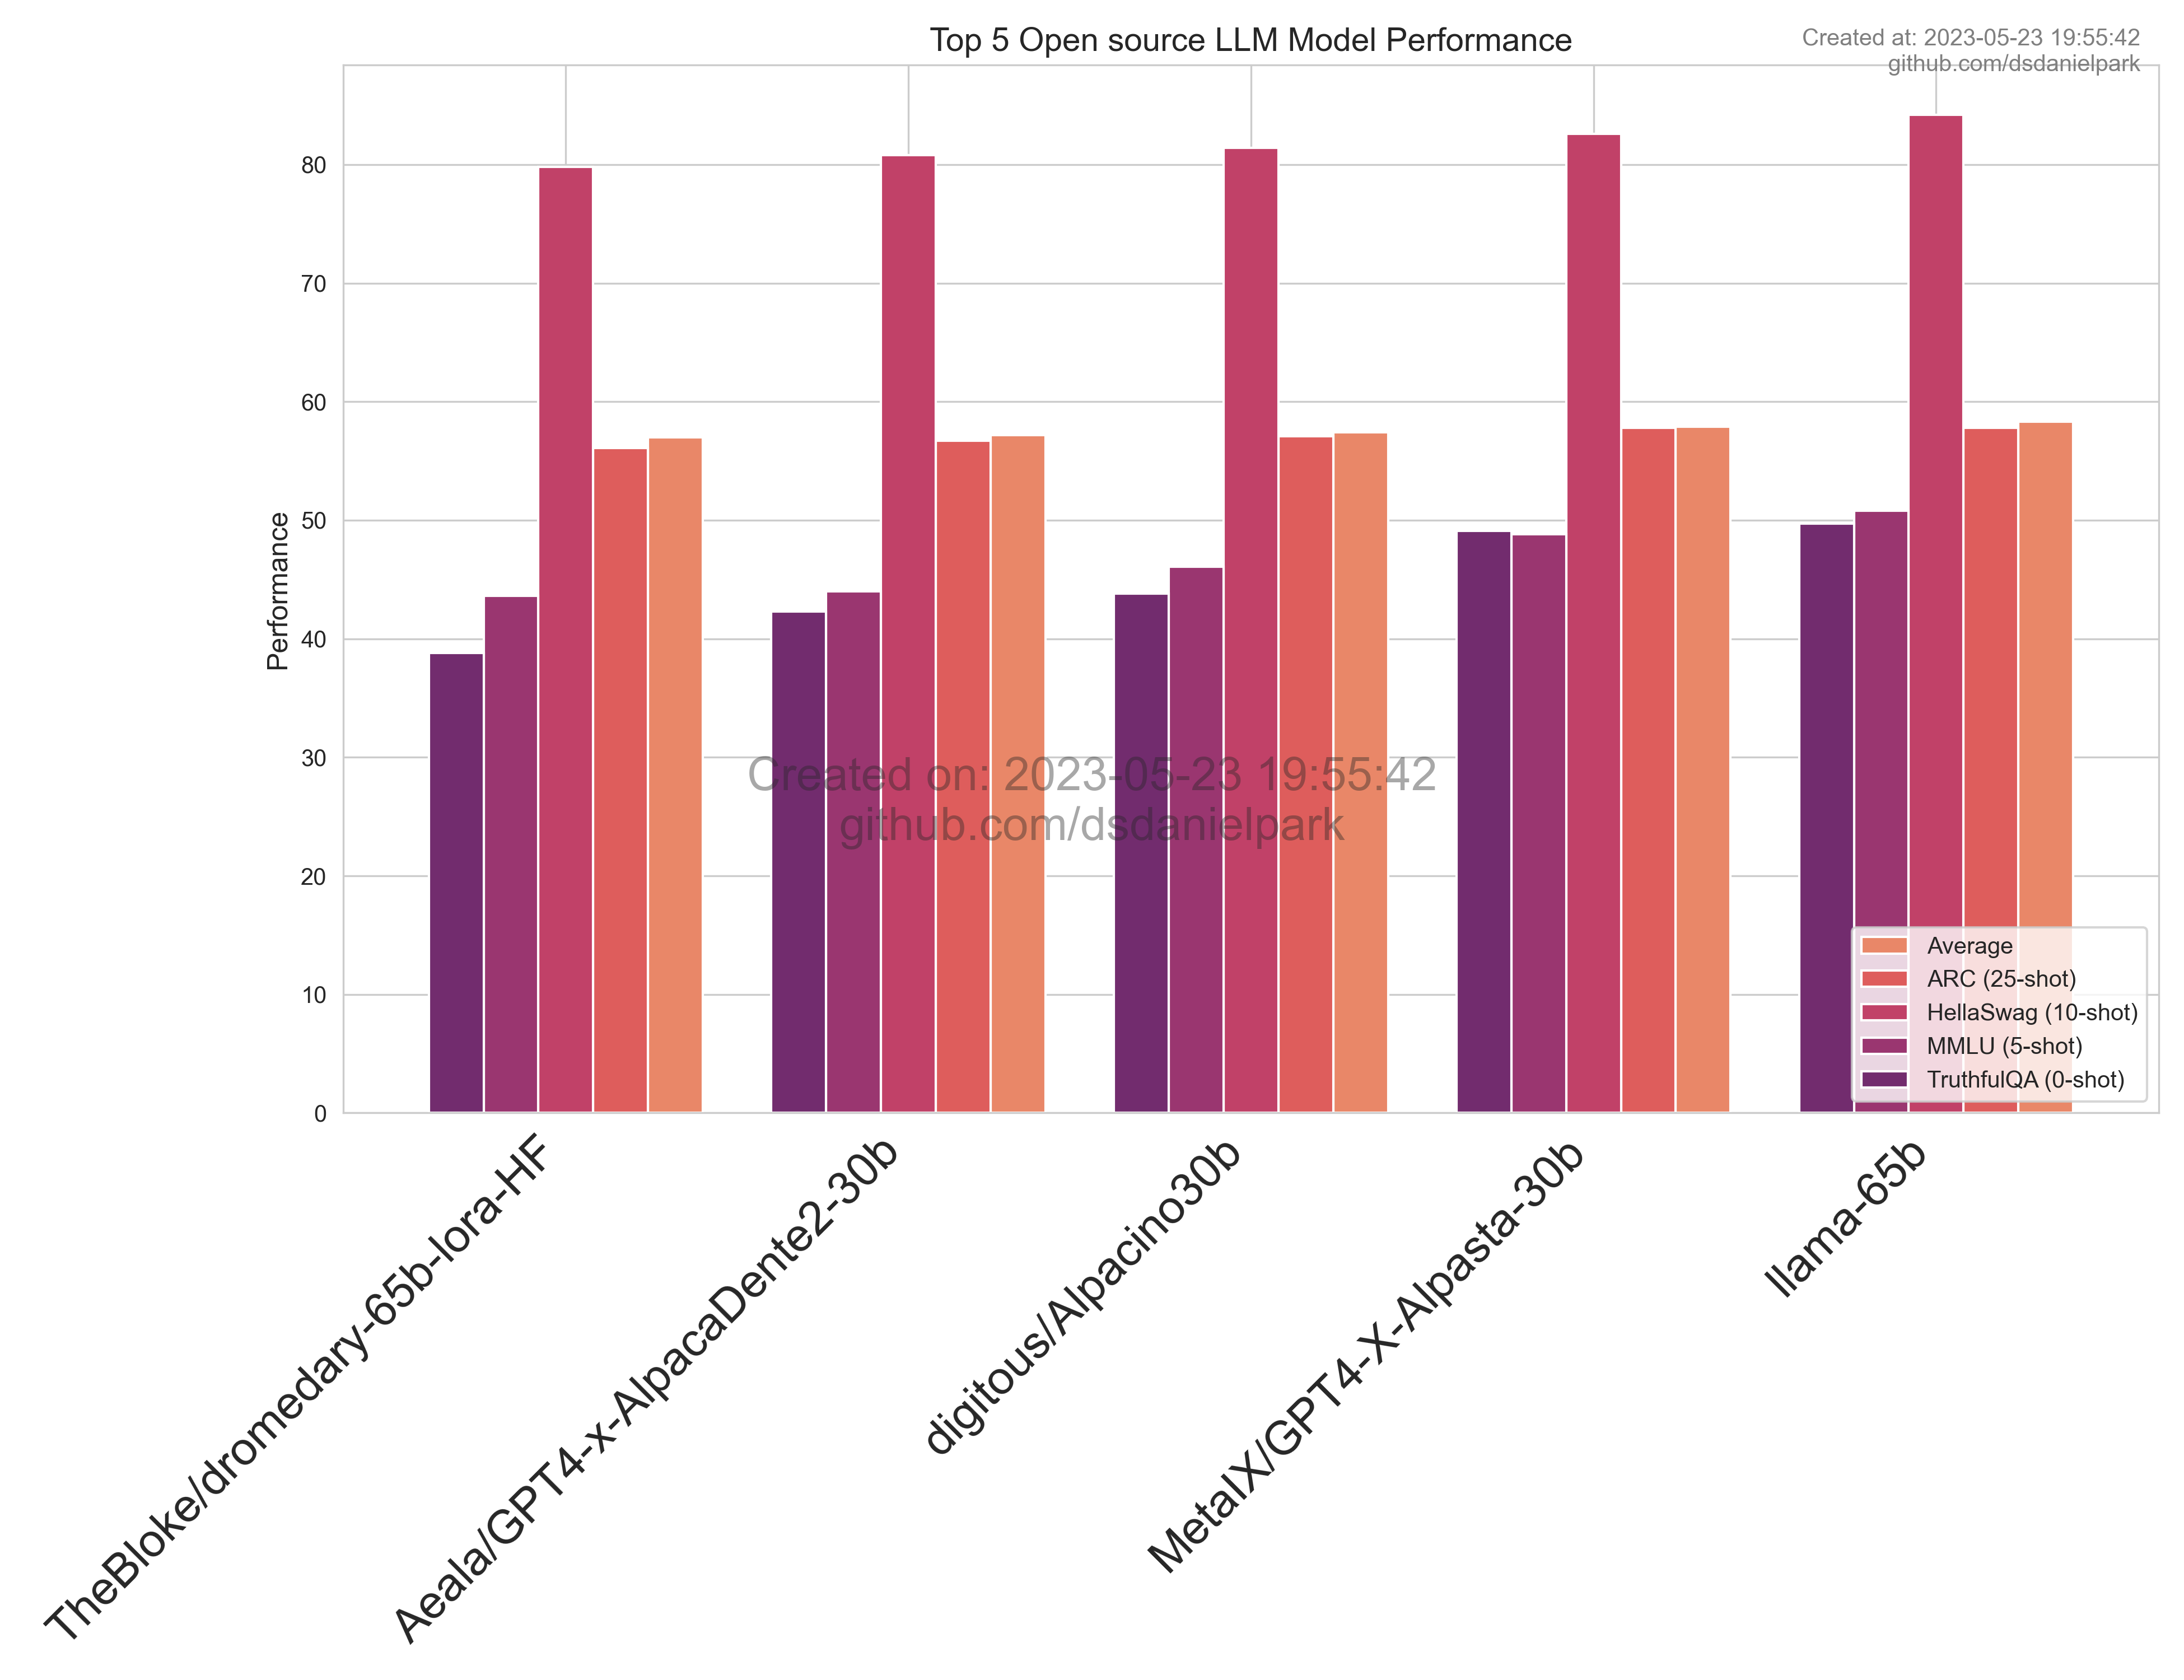 Top 5 Open source LLM Model Performance
Created at: 2023-05-23 19:55:42
github.com/dsdanielpark
Performance
80
70
60
50
40
30
20
10
0
Created on: 2023-05-23 19:55:42
github.com/dsdanielpark
Average
ARC (25-shot)
HellaSwag (10-shot)
MMLU (5-shot)
TruthfulQA (0-shot)
TheBloke/dromedary-65b-lora-HF
Aeala/GPT4-x-AlpacaDente2-30b
digitous/Alpacino30b
MetaIX/GPT4-X-Alpasta-30b
llama-65b